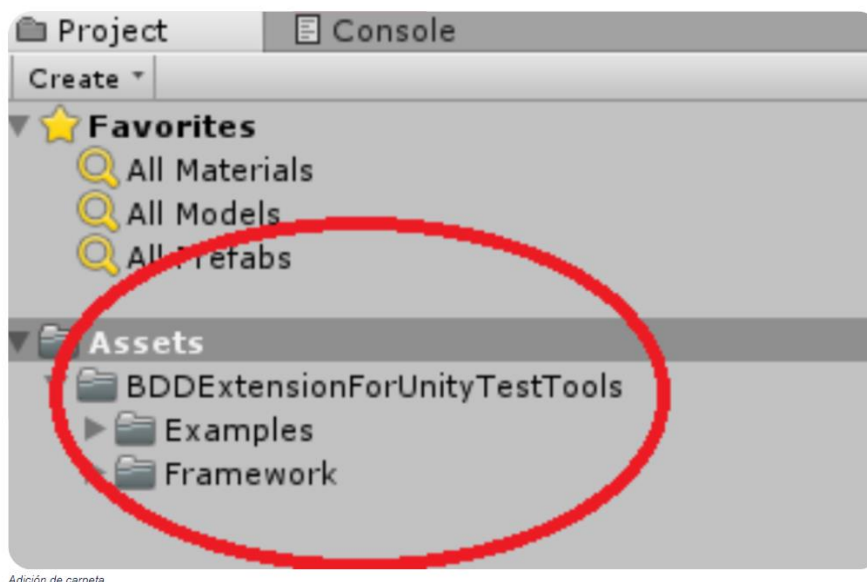 Project
Console
Create
Favorites
All Materials
All Models
All Prefabs
Assets
BDDExtensionForUnityTestTools
Examples
Framework
Adición de carpeta